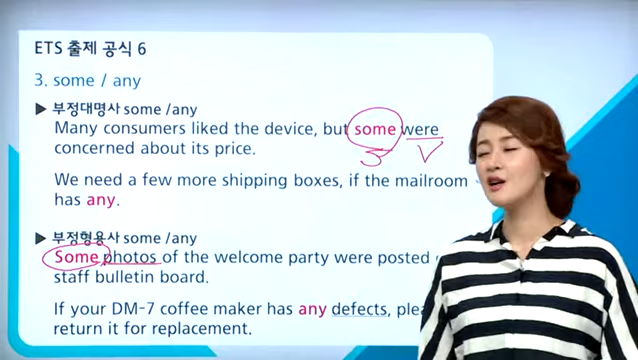 ETS 출제 공식 6
3. some / any
▶ 부정대명사 some /any
Many consumers liked the device, but some were
concerned about its price.
S V
We need a few more shipping boxes, if the mailroom
has any.
▶ 부정형용사 some /any
Some photos of the welcome party were posted
staff bulletin board.
If your DM-7 coffee maker has any defects,
return it for replacement.